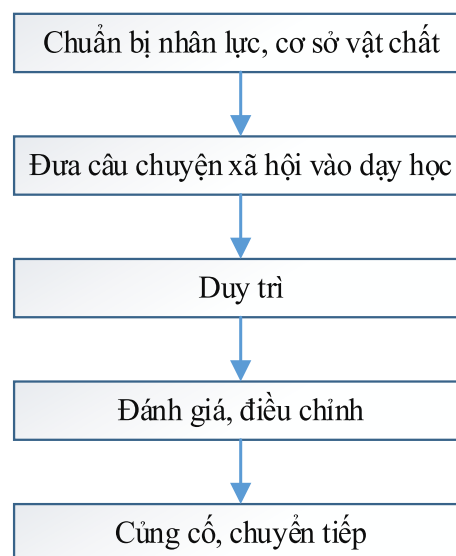 Chuẩn bị nhân lực, cơ sở vật chất
Đưa câu chuyện xã hội vào dạy học
Duy trì
Đánh giá, điều chỉnh
Củng cố, chuyển tiếp